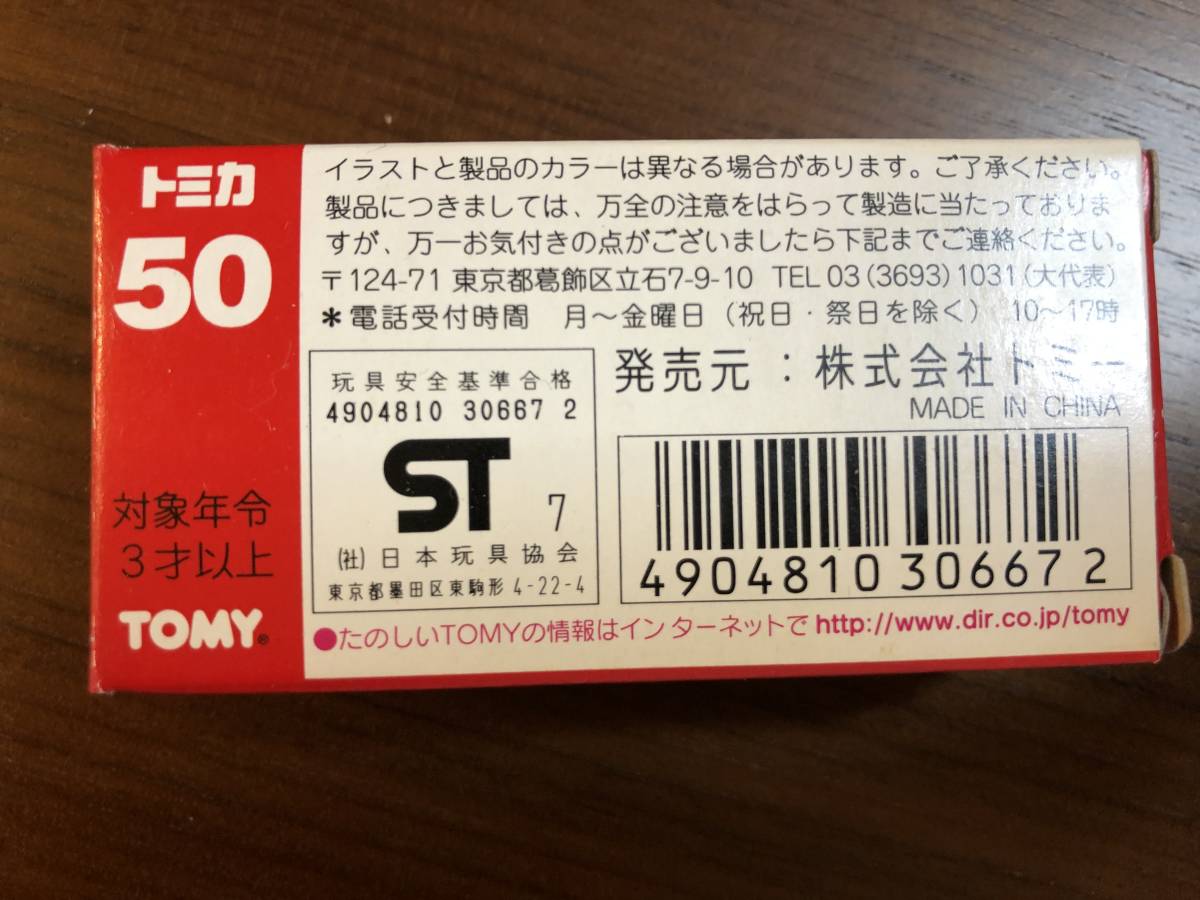 トミカ
50
対象年令
3才以上
TOMY®
イラストと製品のカラーは異なる場合があります。ご了承ください。
製品につきましては、万全の注意をはらって製造に当たっておりま
すが、万一お気付きの点がございましたら下記までご連絡ください。
〒124-71 東京都葛飾区立石7-9-10 TEL 03(3693)1031(大代表)
*電話受付時間 月〜金曜日(祝日・祭日を除く) 10〜17時
玩具安全基準合格
4904810 30667 2
ST 7
(社)日本玩具協会
東京都墨田区東駒形 4-22-4
発売元:株式会社トミー
MADE IN CHINA
4904810 30667 2
●たのしいTOMYの情報はインターネットで http://www.dir.co.jp/tomy